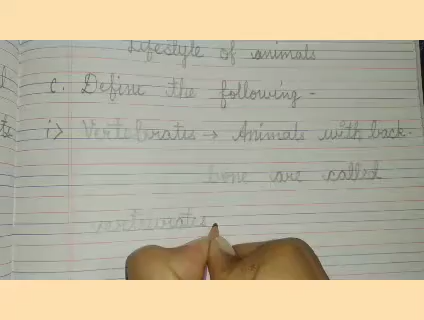 Lifestyle of animals
c. Define the following -
i> Vertebrates → Animals with back-
bone are called
vertebrates.